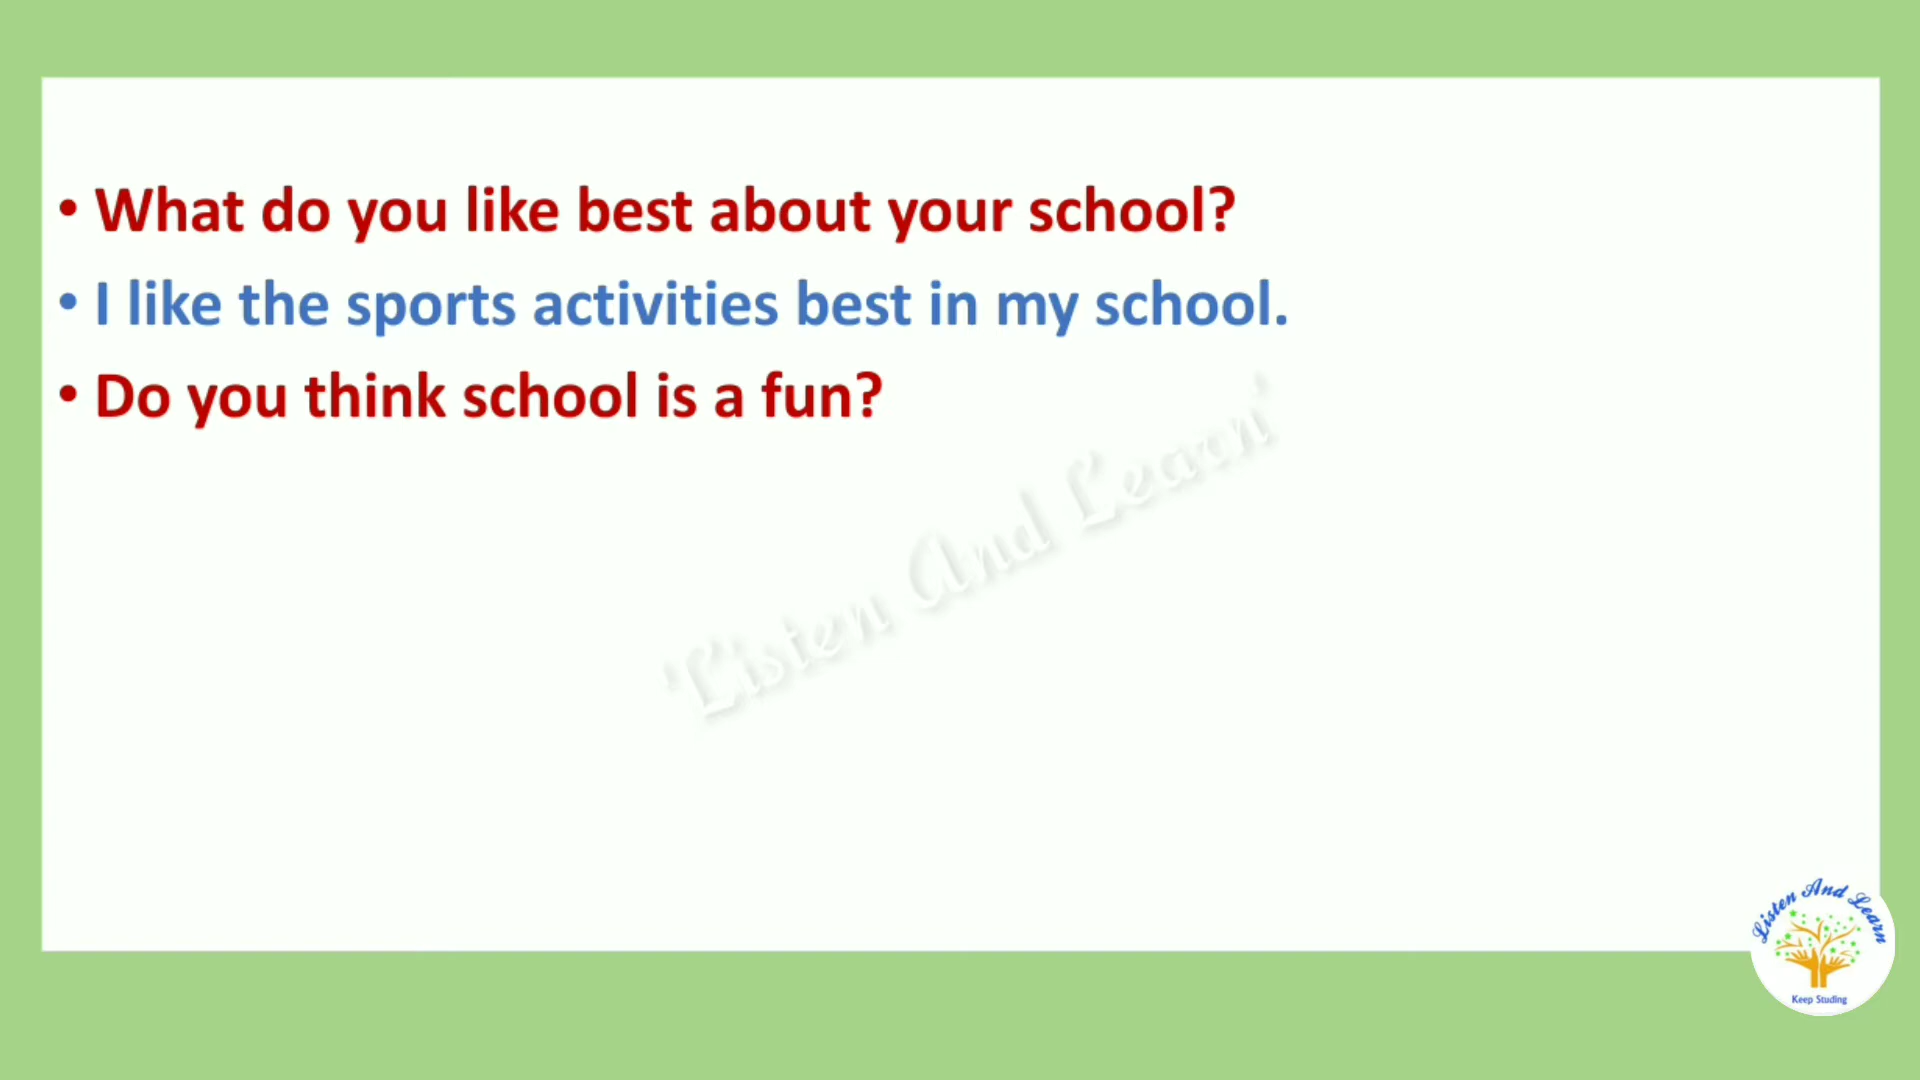 • What do you like best about your school?
• I like the sports activities best in my school.
• Do you think school is a fun?
'Listen And Learn'
Listen And Learn
Keep Studing